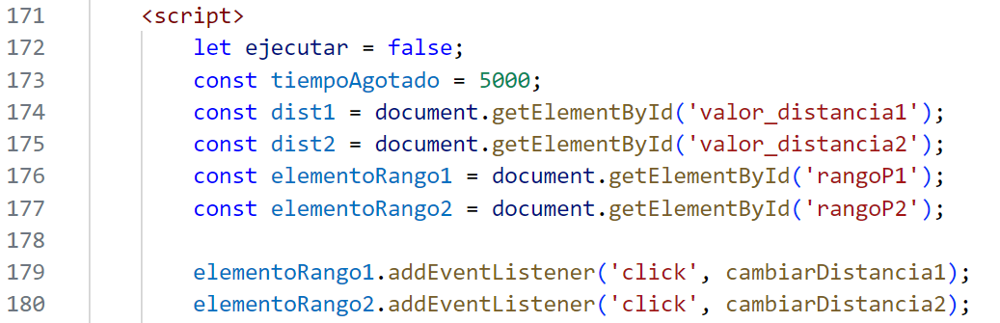 171 <script>
172 let ejecutar = false;
173 const tiempoAgotado = 5000;
174 const dist1 = document.getElementById('valor_distancia1');
175 const dist2 = document.getElementById('valor_distancia2');
176 const elementoRango1 = document.getElementById('rangoP1');
177 const elementoRango2 = document.getElementById('rangoP2');
178
179 elementoRango1.addEventListener('click', cambiarDistancia1);
180 elementoRango2.addEventListener('click', cambiarDistancia2);